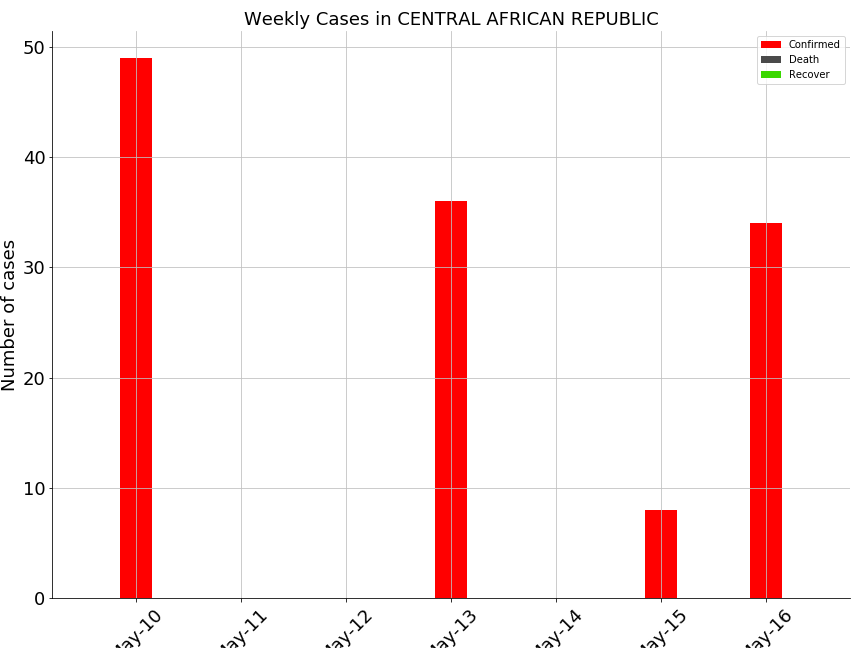 Weekly Cases in CENTRAL AFRICAN REPUBLIC
Confirmed
Death
Recover
Number of cases
50
40
30
20
10
0
May-10
May-11
May-12
May-13
May-14
May-15
May-16